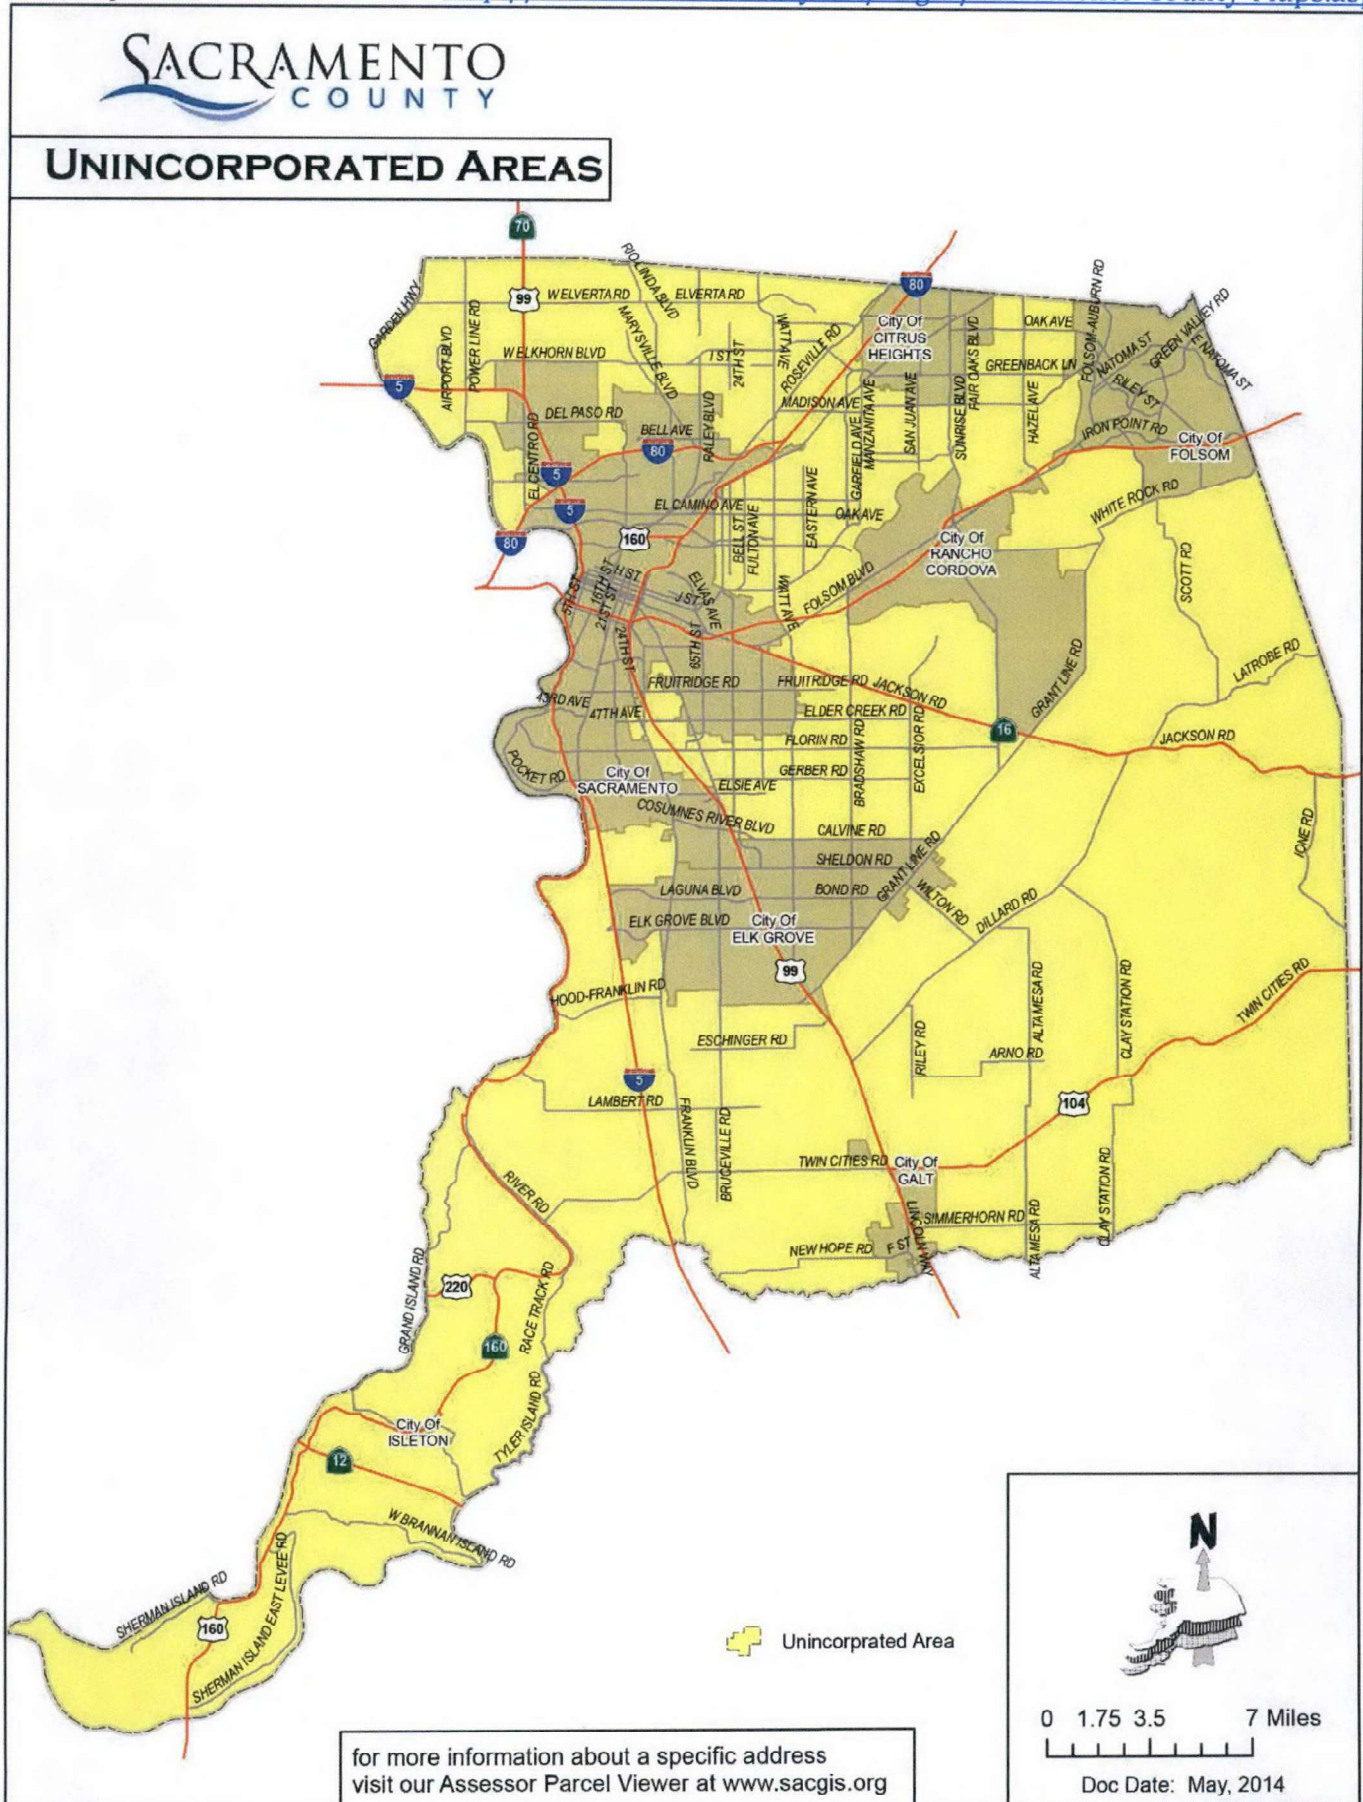 SACRAMENTO
COUNTY
UNINCORPORATED AREAS
70
RIO LINDA BLVD
80
FOLSOM-AUBURN RD
GARDEN HWY
99
W ELVERTA RD
ELVERTA RD
POWER LINE RD
MARYSVILLE BLVD
WATT AVE
ROSEVILLE RD
City Of
CITRUS
HEIGHTS
FAIR OAKS BLVD
OAK AVE
NATOMA ST
GREEN VALLEY RD
E NATOMA ST
AIRPORT BLVD
W ELKHORN BLVD
I ST
24TH ST
GREENBACK LN
RILEY ST
5
DEL PASO RD
BELL AVE
RALEY BLVD
MADISON AVE
GARFIELD AVE
MANZANITA AVE
SAN JUAN AVE
SUNRISE BLVD
HAZEL AVE
IRON POINT RD
City Of
FOLSOM
EL CENTRO RD
80
5
5
EL CAMINO AVE
EASTERN AVE
OAK AVE
WHITE ROCK RD
80
160
BELL ST
FULTON AVE
City Of
RANCHO
CORDOVA
SCOTT RD
5TH ST
16TH ST
21ST ST
H ST
J ST
ELVAS AVE
WATT AVE
FOLSOM BLVD
24TH ST
65TH ST
GRANT LINE RD
LATROBE RD
FRUITRIDGE RD
FRUITRIDGE RD
JACKSON RD
43RD AVE
47TH AVE
ELDER CREEK RD
16
JACKSON RD
FLORIN RD
BRADSHAW RD
EXCELSIOR RD
POCKET RD
City Of
SACRAMENTO
GERBER RD
ELSIE AVE
COSUMNES RIVER BLVD
CALVINE RD
IONE RD
SHELDON RD
GRANT LINE RD
LAGUNA BLVD
BOND RD
WILTON RD
DILLARD RD
ELK GROVE BLVD
City Of
ELK GROVE
99
HOOD-FRANKLIN RD
ALTA MESA RD
CLAY STATION RD
TWIN CITIES RD
ESCHINGER RD
RILEY RD
ARNO RD
5
LAMBERT RD
104
FRANKLIN BLVD
BRUCEVILLE RD
TWIN CITIES RD
City Of
GALT
RIVER RD
CLAY STATION RD
LINCOLN WAY
SIMMERHORN RD
NEW HOPE RD
F ST
ALTA MESA RD
GRAND ISLAND RD
220
RACE TRACK RD
160
TYLER ISLAND RD
City Of
ISLETON
12
W BRANNAN ISLAND RD
SHERMAN ISLAND RD
160
SHERMAN ISLAND EAST LEVEE RD
N
Unincorprated Area
0 1.75 3.5 7 Miles
for more information about a specific address
visit our Assessor Parcel Viewer at www.sacgis.org
Doc Date: May, 2014